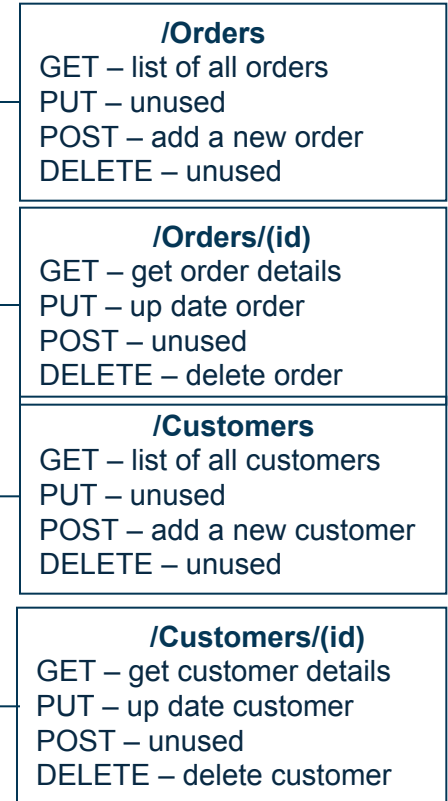 /Orders
GET – list of all orders
PUT – unused
POST – add a new order
DELETE – unused
/Orders/(id)
GET – get order details
PUT – up date order
POST – unused
DELETE – delete order
/Customers
GET – list of all customers
PUT – unused
POST – add a new customer
DELETE – unused
/Customers/(id)
GET – get customer details
PUT – up date customer
POST – unused
DELETE – delete customer